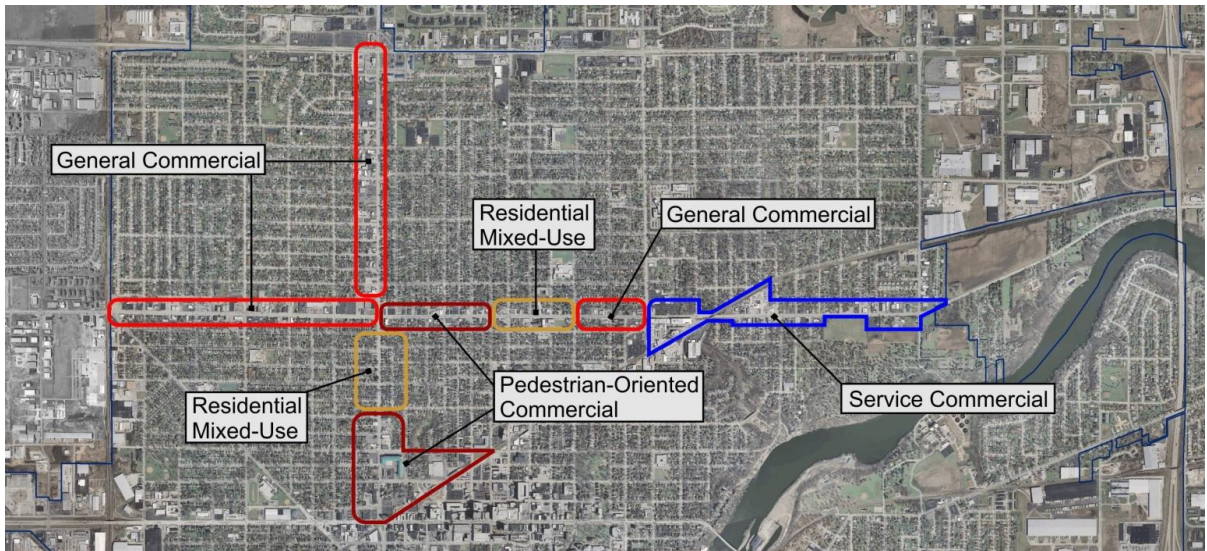 General Commercial
Residential
Mixed-Use
General Commercial
Residential
Mixed-Use
Pedestrian-Oriented
Commercial
Service Commercial